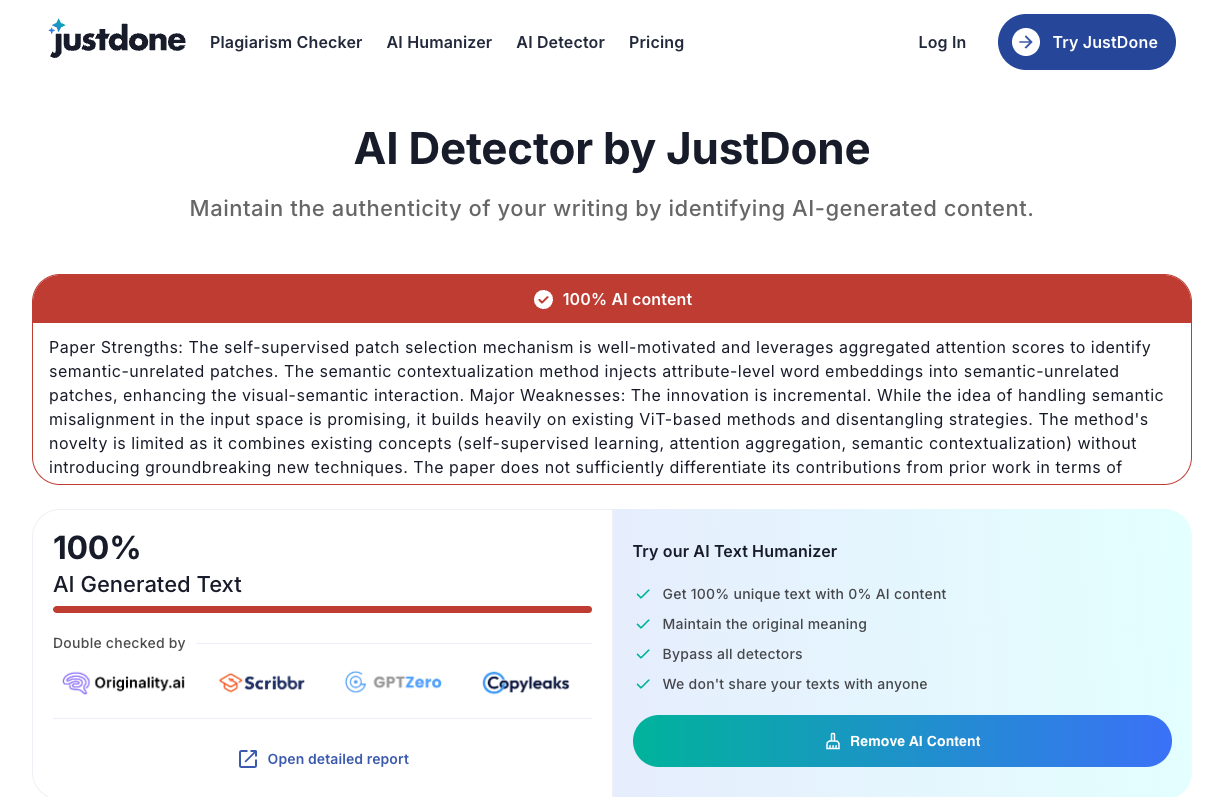 justdone
Plagiarism Checker AI Humanizer AI Detector Pricing Log In Try JustDone
AI Detector by JustDone
Maintain the authenticity of your writing by identifying AI-generated content.
100% AI content
Paper Strengths: The self-supervised patch selection mechanism is well-motivated and leverages aggregated attention scores to identify
semantic-unrelated patches. The semantic contextualization method injects attribute-level word embeddings into semantic-unrelated
patches, enhancing the visual-semantic interaction. Major Weaknesses: The innovation is incremental. While the idea of handling semantic
misalignment in the input space is promising, it builds heavily on existing ViT-based methods and disentangling strategies. The method's
novelty is limited as it combines existing concepts (self-supervised learning, attention aggregation, semantic contextualization) without
introducing groundbreaking new techniques. The paper does not sufficiently differentiate its contributions from prior work in terms of
100%
AI Generated Text
Double checked by
Originality.ai Scribbr GPTZero Copyleaks
Open detailed report
Try our AI Text Humanizer
Get 100% unique text with 0% AI content
Maintain the original meaning
Bypass all detectors
We don't share your texts with anyone
Remove AI Content